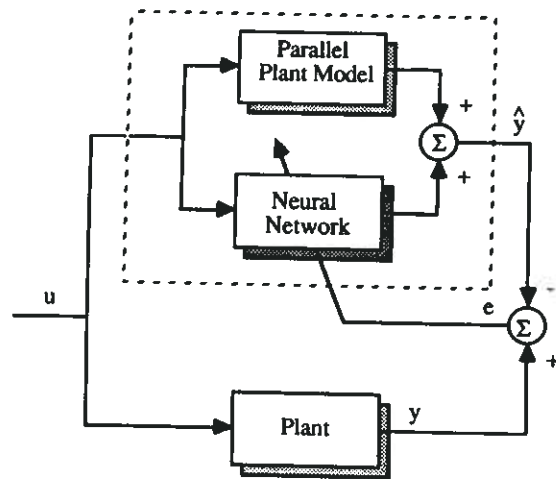 Parallel
Plant Model
+
Σ
ŷ
+
Neural
Network
u
-
e
Σ
+
Plant
y